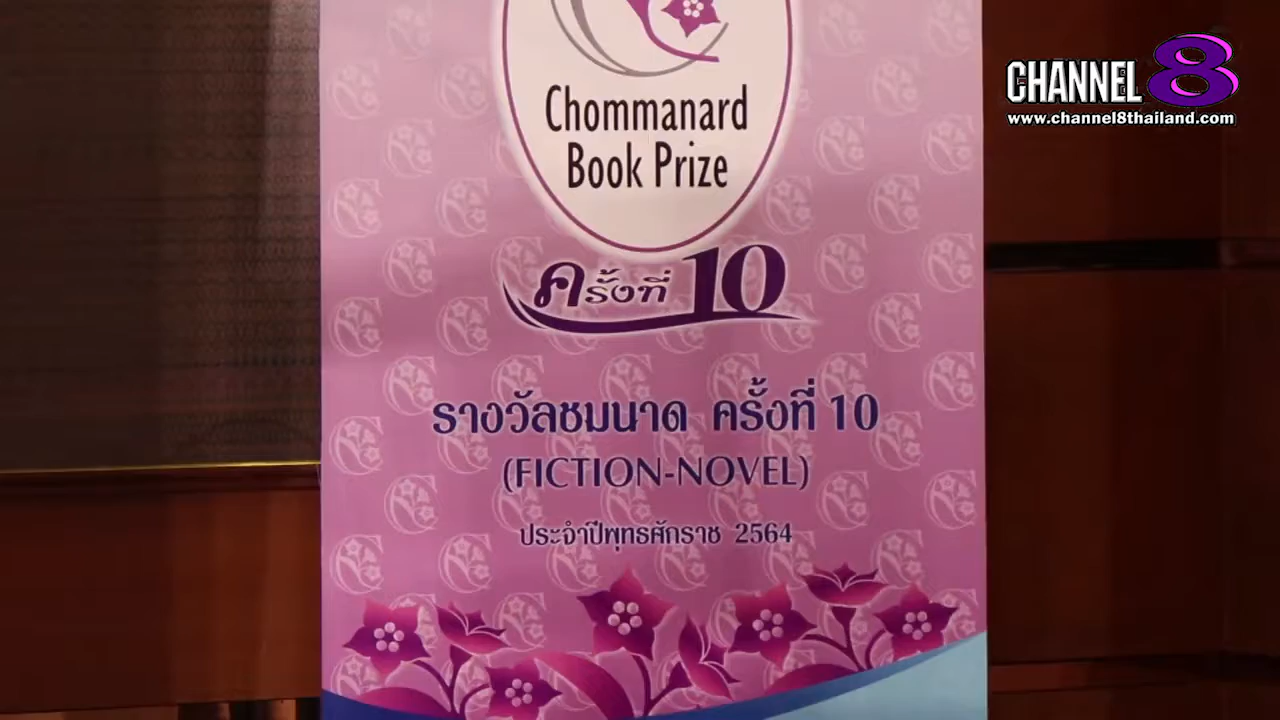 CHANNEL 8
www.channel8thailand.com
Chommanard
Book Prize
ครั้งที่ 10
รางวัลชมนาด ครั้งที่ 10
(FICTION-NOVEL)
ประจำปีพุทธศักราช 2564